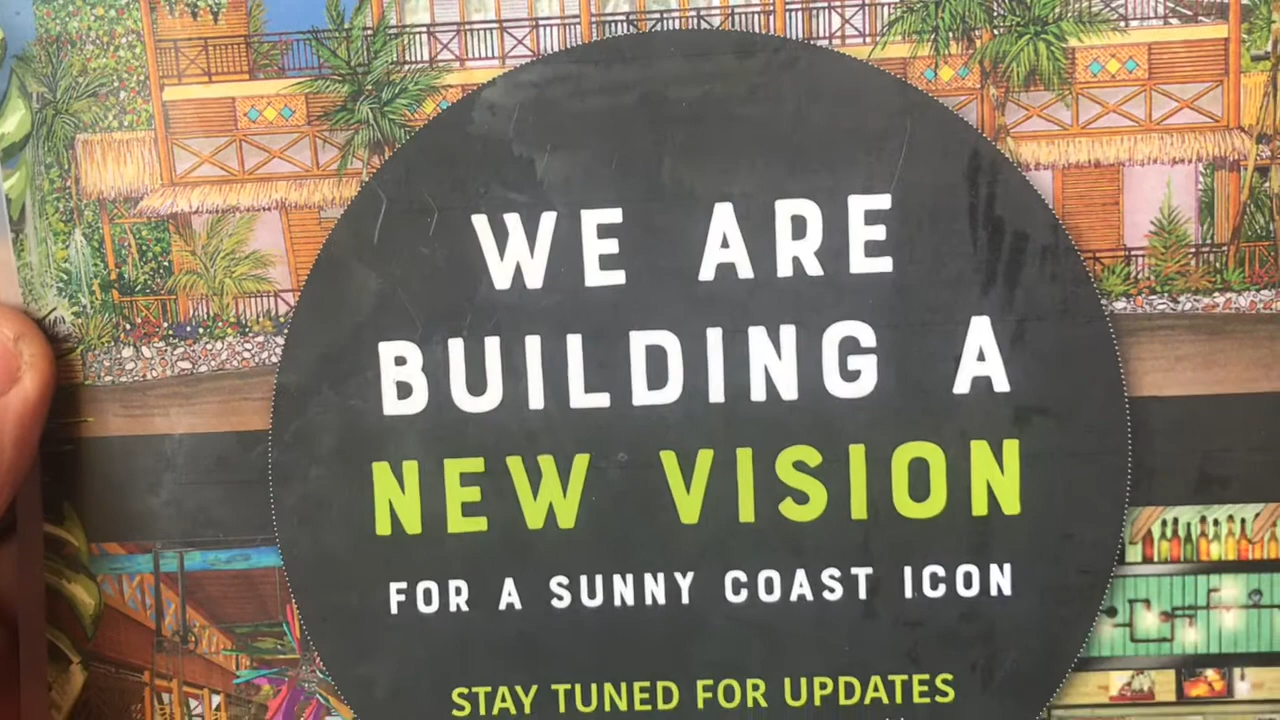 WE ARE
BUILDING A
NEW VISION
FOR A SUNNY COAST ICON
STAY TUNED FOR UPDATES